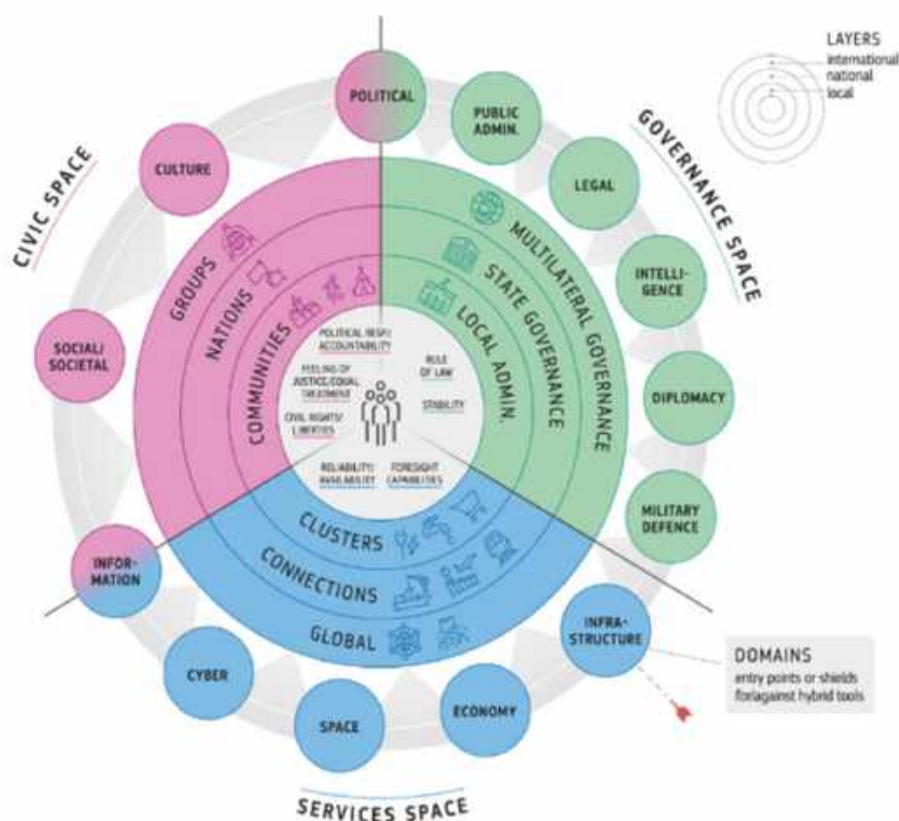 LAYERS
international
national
local
CIVIC SPACE
GOVERNANCE SPACE
SERVICES SPACE
POLITICAL
PUBLIC
ADMIN.
LEGAL
INTELLI-
GENCE
DIPLOMACY
MILITARY
DEFENCE
INFRA-
STRUCTURE
ECONOMY
SPACE
CYBER
INFOR-
MATION
SOCIAL/
SOCIETAL
CULTURE
GROUPS
NATIONS
COMMUNITIES
MULTILATERAL GOVERNANCE
STATE GOVERNANCE
LOCAL ADMIN.
CLUSTERS
CONNECTIONS
GLOBAL
POLITICAL RESP./
ACCOUNTABILITY
FEELING OF
JUSTICE/EQUAL
TREATMENT
CIVIL RIGHTS/
LIBERTIES
RULE
OF LAW
STABILITY
RELIABILITY/
AVAILABILITY
FORESIGHT
CAPABILITIES
DOMAINS
entry points or shields
for/against hybrid tools